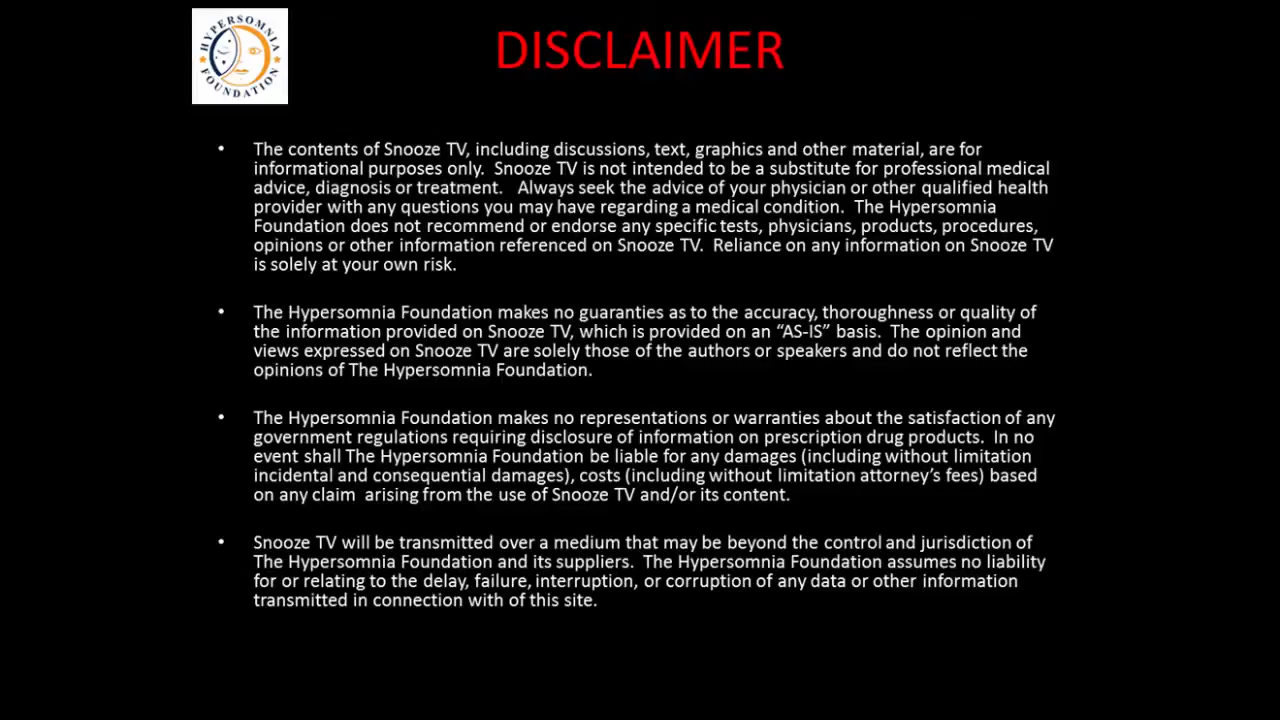 HYPERSOMNIA
FOUNDATION
DISCLAIMER
• The contents of Snooze TV, including discussions, text, graphics and other material, are for
informational purposes only.  Snooze TV is not intended to be a substitute for professional medical
advice, diagnosis or treatment.   Always seek the advice of your physician or other qualified health
provider with any questions you may have regarding a medical condition.  The Hypersomnia
Foundation does not recommend or endorse any specific tests, physicians, products, procedures,
opinions or other information referenced on Snooze TV.  Reliance on any information on Snooze TV
is solely at your own risk.
• The Hypersomnia Foundation makes no guaranties as to the accuracy, thoroughness or quality of
the information provided on Snooze TV, which is provided on an “AS-IS” basis.  The opinion and
views expressed on Snooze TV are solely those of the authors or speakers and do not reflect the
opinions of The Hypersomnia Foundation.
• The Hypersomnia Foundation makes no representations or warranties about the satisfaction of any
government regulations requiring disclosure of information on prescription drug products.  In no
event shall The Hypersomnia Foundation be liable for any damages (including without limitation
incidental and consequential damages), costs (including without limitation attorney’s fees) based
on any claim  arising from the use of Snooze TV and/or its content.
• Snooze TV will be transmitted over a medium that may be beyond the control and jurisdiction of
The Hypersomnia Foundation and its suppliers.  The Hypersomnia Foundation assumes no liability
for or relating to the delay, failure, interruption, or corruption of any data or other information
transmitted in connection with of this site.